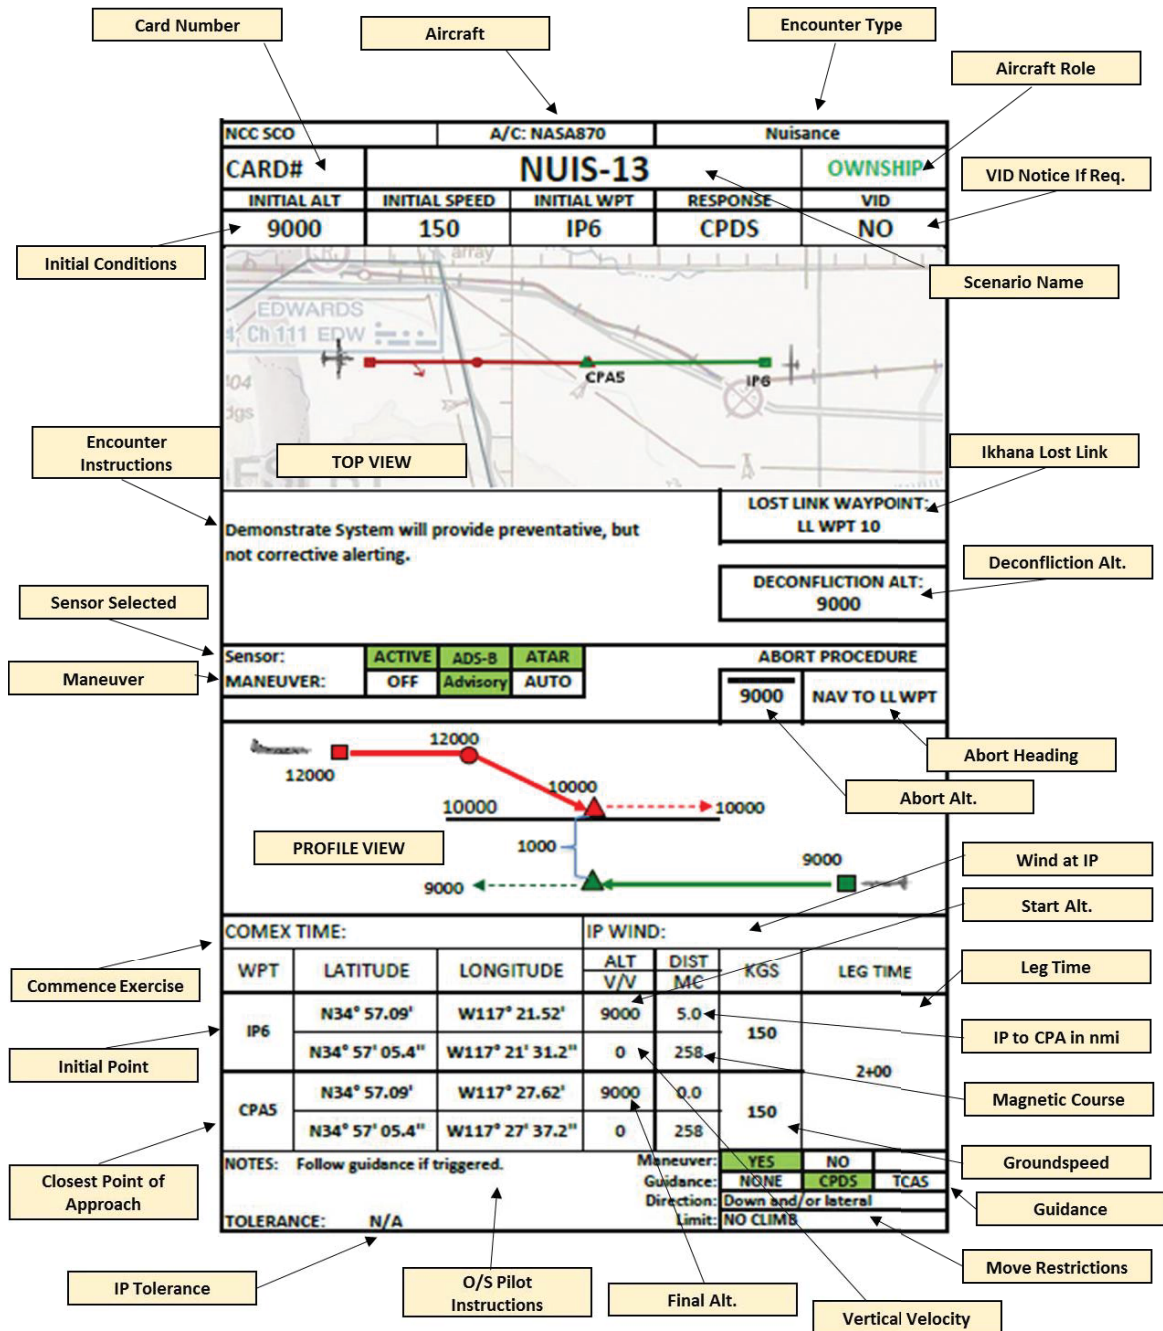 Card Number
Aircraft
Encounter Type
Aircraft Role
NCC SCO
A/C: NASA870
Nuisance
CARD#
NUIS-13
OWNSHIP
VID Notice If Req.
INITIAL ALT
INITIAL SPEED
INITIAL WPT
RESPONSE
VID
9000
150
IP6
CPDS
NO
Initial Conditions
Scenario Name
array
EDWARDS
Ch 111 EDW
CPA5
IP6
404
dgs
TOP VIEW
Encounter
Instructions
Ikhana Lost Link
LOST LINK WAYPOINT:
LL WPT 10
Demonstrate System will provide preventative, but
not corrective alerting.
Deconfliction Alt.
DECONFLICTION ALT:
9000
Sensor Selected
Sensor:
ACTIVE
ADS-B
ATAR
ABORT PROCEDURE
Maneuver
MANEUVER:
OFF
Advisory
AUTO
9000
NAV TO LL WPT
Abort Heading
Abort Alt.
12000
12000
10000
10000
10000
PROFILE VIEW
1000
9000
9000
Wind at IP
Start Alt.
COMEX TIME:
IP WIND:
Commence Exercise
WPT
LATITUDE
LONGITUDE
ALT
V/V
DIST
MC
KGS
LEG TIME
Leg Time
Initial Point
IP6
N34° 57.09'
W117° 21.52'
9000
5.0
150
2+00
IP to CPA in nmi
N34° 57' 05.4"
W117° 21' 31.2"
0
258
Magnetic Course
CPA5
N34° 57.09'
W117° 27.62'
9000
0.0
150
N34° 57' 05.4"
W117° 27' 37.2"
0
258
Groundspeed
Closest Point of
Approach
NOTES: Follow guidance if triggered.
Maneuver:
YES
NO
Guidance:
NONE
CPDS
TCAS
Guidance
Direction:
Down and/or lateral
TOLERANCE: N/A
Limit:
NO CLIMB
Move Restrictions
IP Tolerance
O/S Pilot
Instructions
Final Alt.
Vertical Velocity